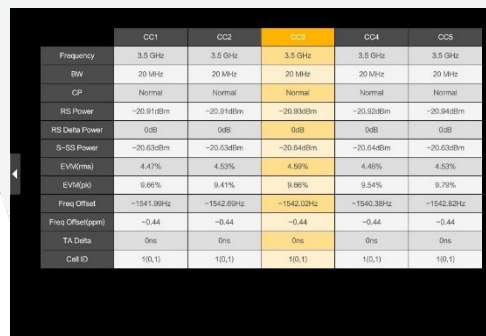 CC1 CC2 CC3 CC4 CC5
Frequency 3.5 GHz 3.5 GHz 3.5 GHz 3.5 GHz 3.5 GHz
BW 20 MHz 20 MHz 20 MHz 20 MHz 20 MHz
CP Normal Normal Normal Normal Normal
RS Power −20.91dBm −20.91dBm −20.93dBm −20.92dBm −20.94dBm
RS Delta Power 0dB 0dB 0dB 0dB 0dB
S-SS Power −20.63dBm −20.63dBm −20.64dBm −20.64dBm −20.63dBm
EVM(rms) 4.47% 4.53% 4.59% 4.46% 4.53%
EVM(pk) 9.66% 9.41% 9.66% 9.54% 9.79%
Freq Offset −1541.99Hz −1542.69Hz −1542.02Hz −1540.38Hz −1542.82Hz
Freq Offset(ppm) −0.44 −0.44 −0.44 −0.44 −0.44
TA Delta 0ns 0ns 0ns 0ns 0ns
Cell ID 1(0,1) 1(0,1) 1(0,1) 1(0,1) 1(0,1)